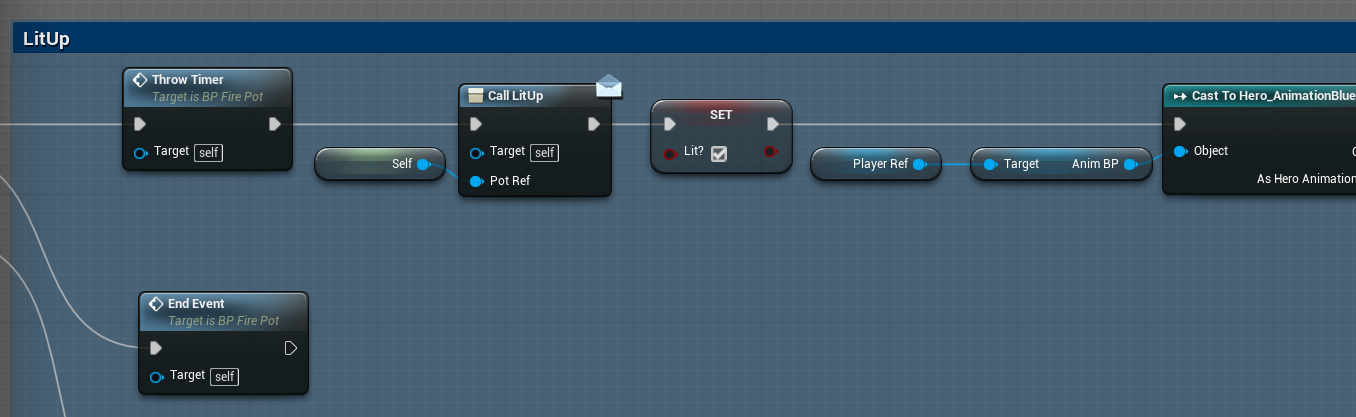 LitUp
Throw Timer
Target is BP Fire Pot
Target self
Call LitUp
Target self
Pot Ref
Self
SET
Lit?
Player Ref
Target Anim BP
Cast To Hero_AnimationBlue
Object
As Hero Animation
End Event
Target is BP Fire Pot
Target self